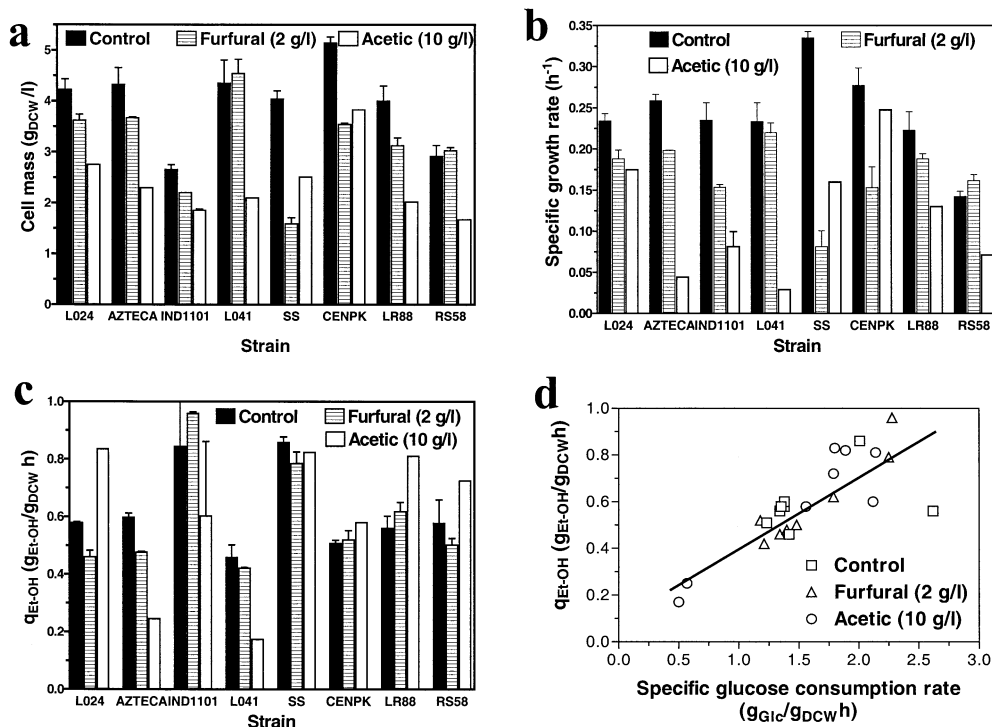 a
Control
Furfural (2 g/l)
Acetic (10 g/l)
Cell mass (gDCW/l)
5
4
3
2
1
0
L024 AZTECA IND1101 L041 SS CENPK LR88 RS58
Strain
b
Control
Furfural (2 g/l)
Acetic (10 g/l)
Specific growth rate (h-1)
0.35
0.30
0.25
0.20
0.15
0.10
0.05
0.00
L024 AZTECA IND1101 L041 SS CENPK LR88 RS58
Strain
c
Control
Furfural (2 g/l)
Acetic (10 g/l)
qEt-OH (gEt-OH/gDCW h)
1.0
0.8
0.6
0.4
0.2
0.0
L024 AZTECA IND1101 L041 SS CENPK LR88 RS58
Strain
d
qEt-OH (gEt-OH/gDCWh)
1.0
0.8
0.6
0.4
0.2
0.0
Control
Furfural (2 g/l)
Acetic (10 g/l)
0.0 0.5 1.0 1.5 2.0 2.5 3.0
Specific glucose consumption rate
(gGlc/gDCWh)